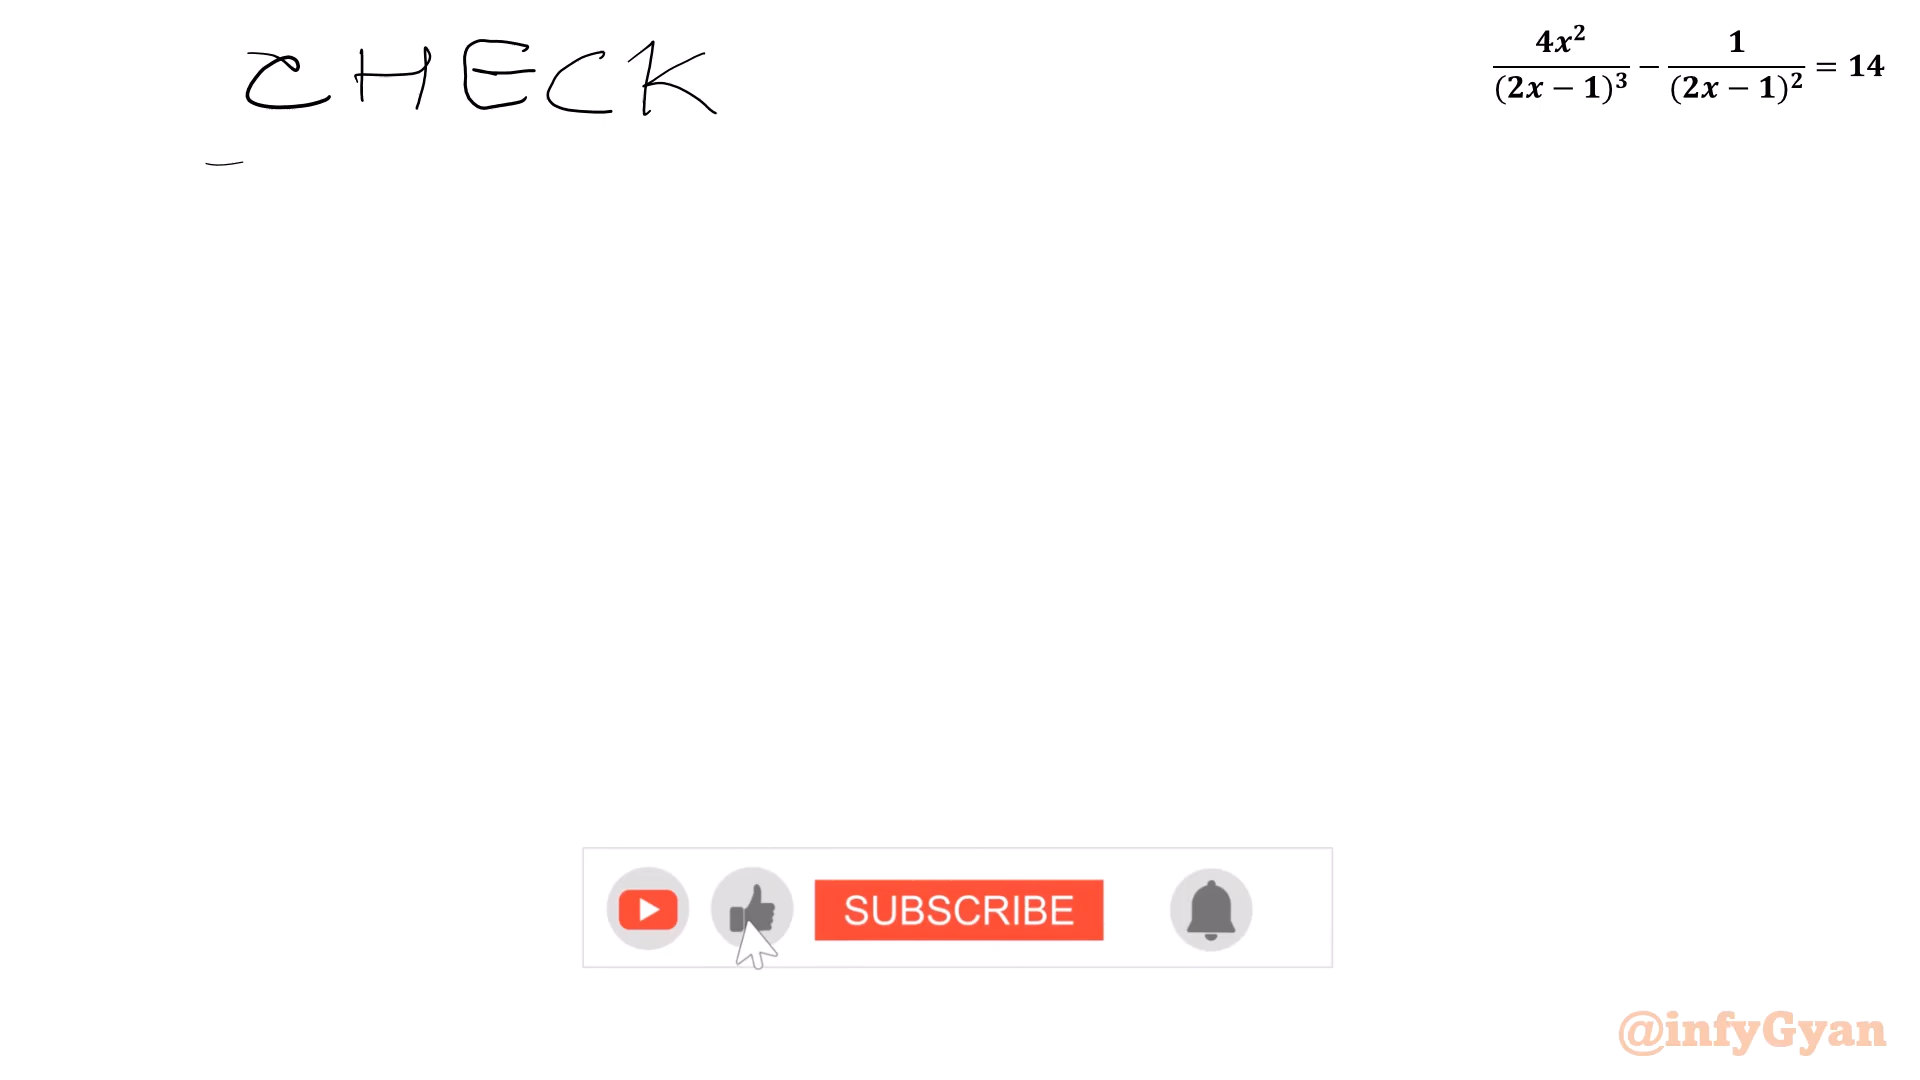 CHECK
4x²/(2x − 1)³ − 1/(2x − 1)² = 14
SUBSCRIBE
@infyGyan